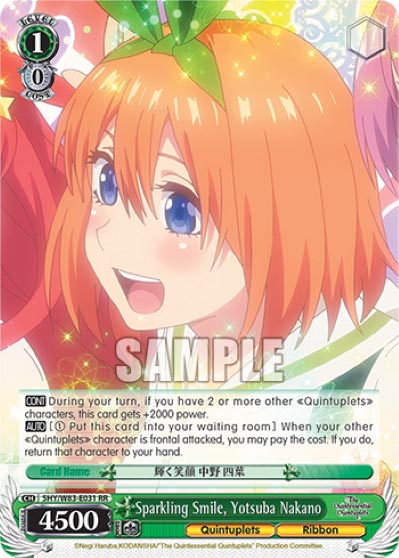 LEVEL
1
0
COST
SAMPLE
CONT During your turn, if you have 2 or more other «Quintuplets»
characters, this card gets +2000 power.
AUTO [① Put this card into your waiting room] When your other
«Quintuplets» character is frontal attacked, you may pay the cost. If you do,
return that character to your hand.
Card Name 輝く笑顔 中野 四葉
CH 5HY/W83-E031 RR Sparkling Smile, Yotsuba Nakano
The Quintessential Quintuplets
4500
Quintuplets Ribbon
©Negi Haruba,KODANSHA/"The Quintessential Quintuplets" Production Committee